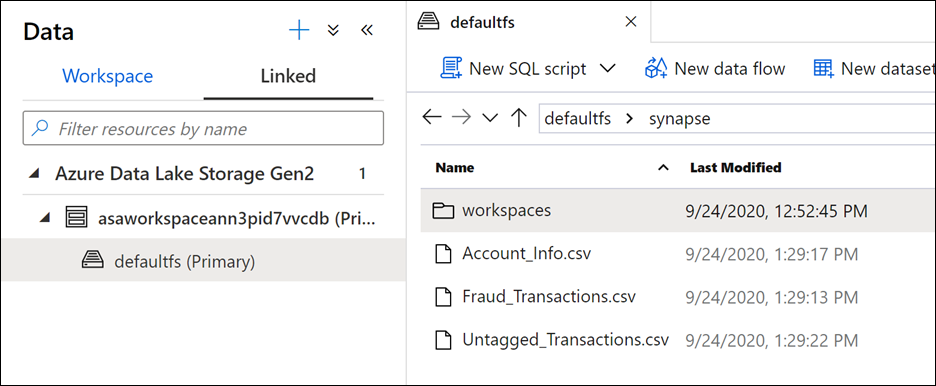 Data
Workspace
Linked
Filter resources by name
Azure Data Lake Storage Gen2 1
asaworkspaceann3pid7vvcdb (Pri...
defaultfs (Primary)
defaultfs
New SQL script
New data flow
New dataset
defaultfs > synapse
Name
Last Modified
workspaces 9/24/2020, 12:52:45 PM
Account_Info.csv 9/24/2020, 1:29:17 PM
Fraud_Transactions.csv 9/24/2020, 1:29:13 PM
Untagged_Transactions.csv 9/24/2020, 1:29:22 PM